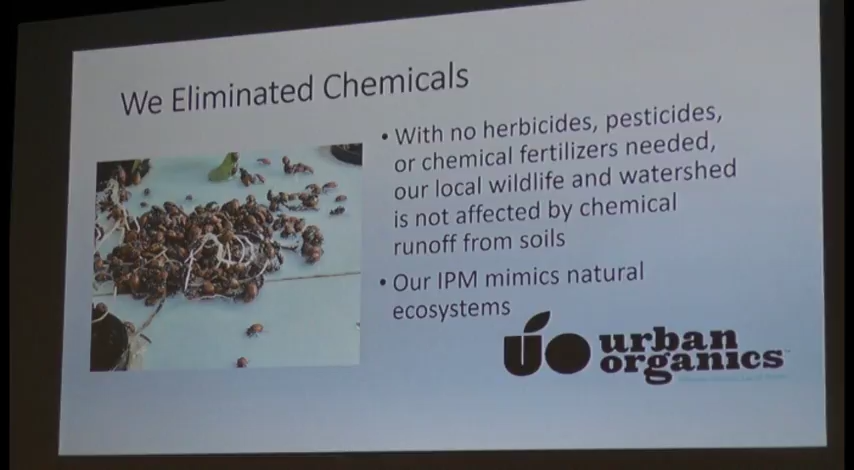 We Eliminated Chemicals
• With no herbicides, pesticides,
or chemical fertilizers needed,
our local wildlife and watershed
is not affected by chemical
runoff from soils
• Our IPM mimics natural
ecosystems
uo urban
organics